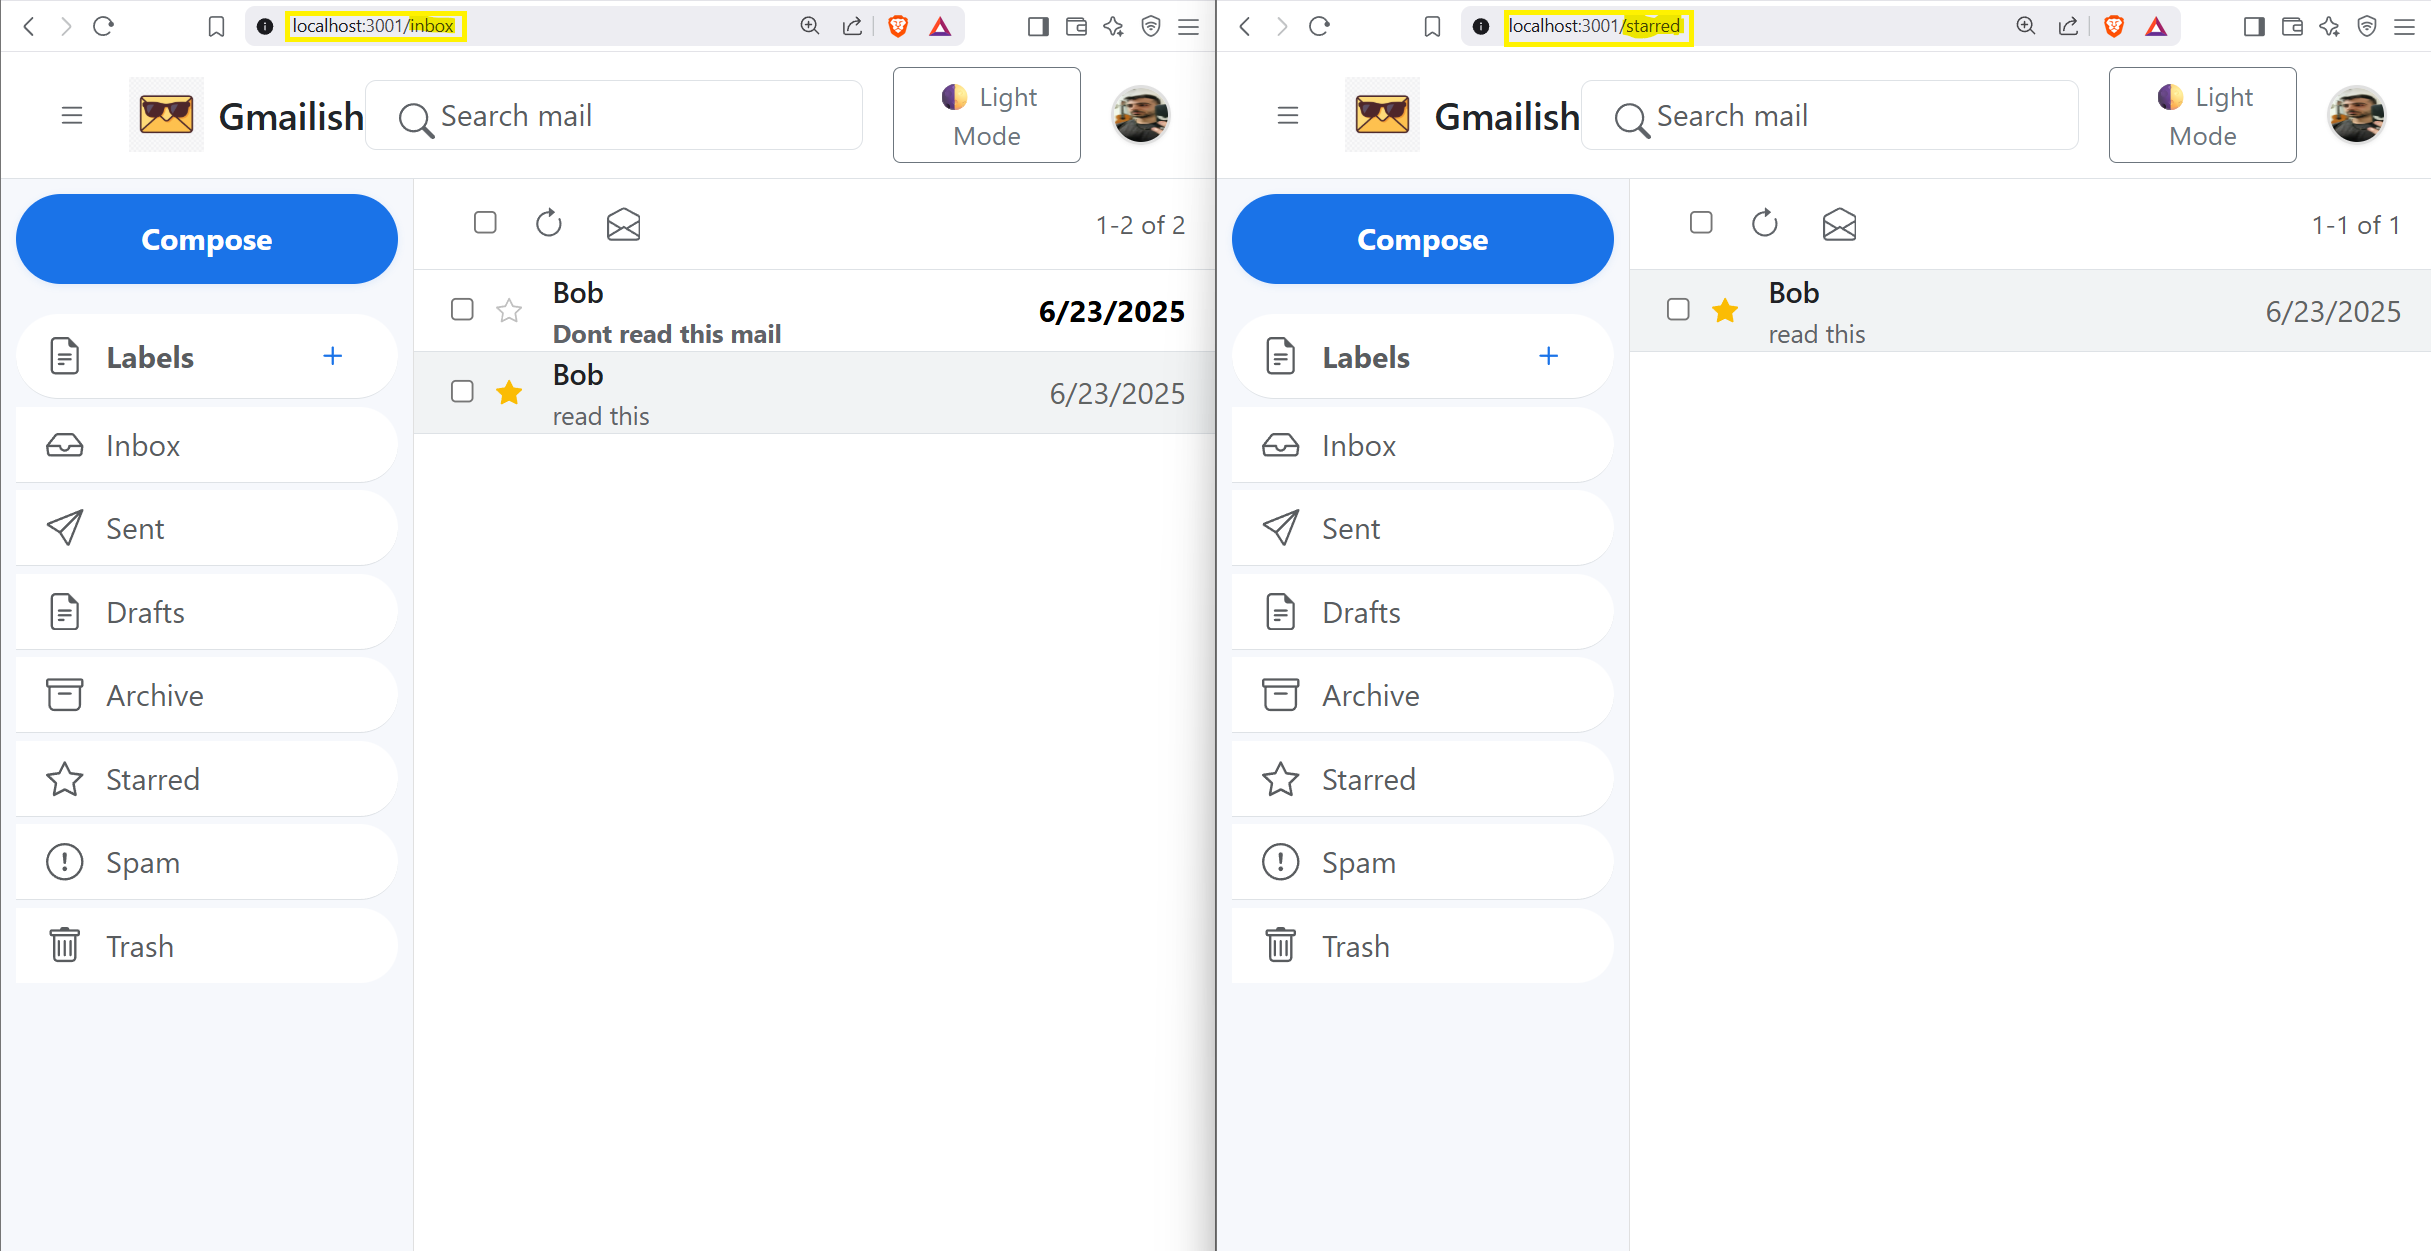 localhost:3001/inbox
Gmailish
Search mail
Light
Mode
Compose
1-2 of 2
Labels
+
Inbox
Sent
Drafts
Archive
Starred
Spam
Trash
Bob
Dont read this mail
6/23/2025
Bob
read this
6/23/2025
localhost:3001/starred
Gmailish
Search mail
Light
Mode
Compose
1-1 of 1
Labels
+
Inbox
Sent
Drafts
Archive
Starred
Spam
Trash
Bob
read this
6/23/2025